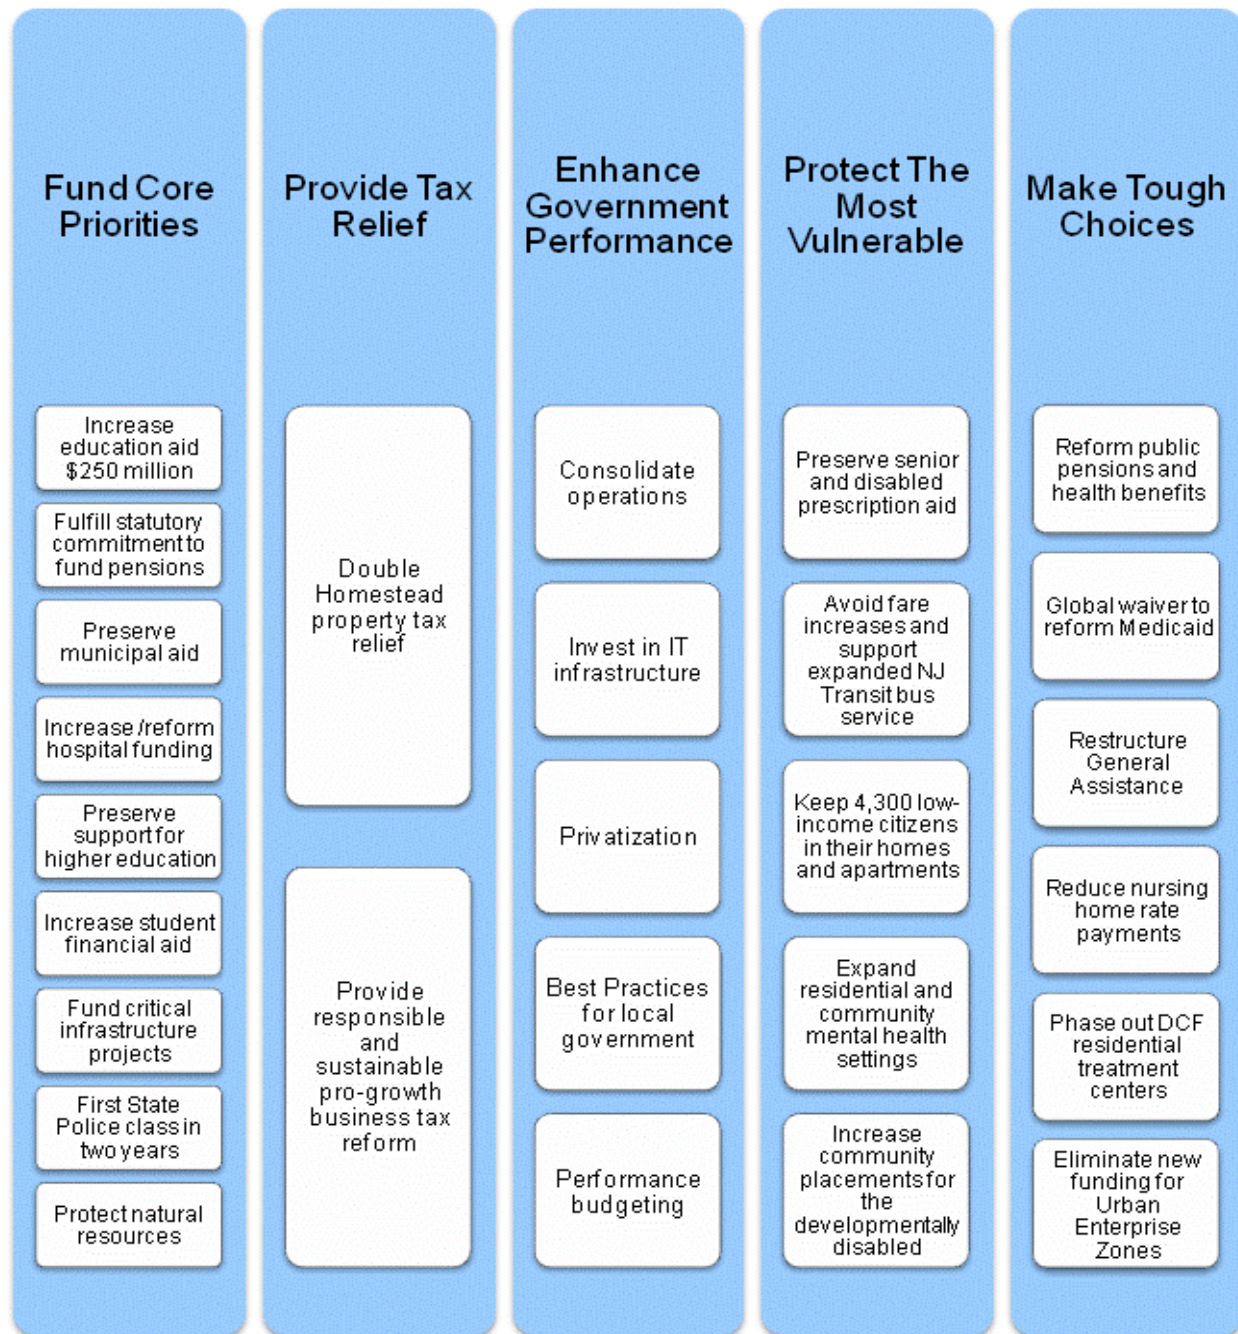 Fund Core
Priorities
Increase
education aid
$250 million
Fulfill statutory
commitment to
fund pensions
Preserve
municipal aid
Increase /reform
hospital funding
Preserve
support for
higher education
Increase student
financial aid
Fund critical
infrastructure
projects
First State
Police class in
two years
Protect natural
resources
Provide Tax
Relief
Double
Homestead
property tax
relief
Provide
responsible
and
sustainable
pro-growth
business tax
reform
Enhance
Government
Performance
Consolidate
operations
Invest in IT
infrastructure
Privatization
Best Practices
for local
government
Performance
budgeting
Protect The
Most
Vulnerable
Preserve senior
and disabled
prescription aid
Avoid fare
increases and
support
expanded NJ
Transit bus
service
Keep 4,300 low-
income citizens
in their homes
and apartments
Expand
residential and
community
mental health
settings
Increase
community
placements for
the
developmentally
disabled
Make Tough
Choices
Reform public
pensions and
health benefits
Global waiver to
reform Medicaid
Restructure
General
Assistance
Reduce nursing
home rate
payments
Phase out DCF
residential
treatment
centers
Eliminate new
funding for
Urban
Enterprise
Zones